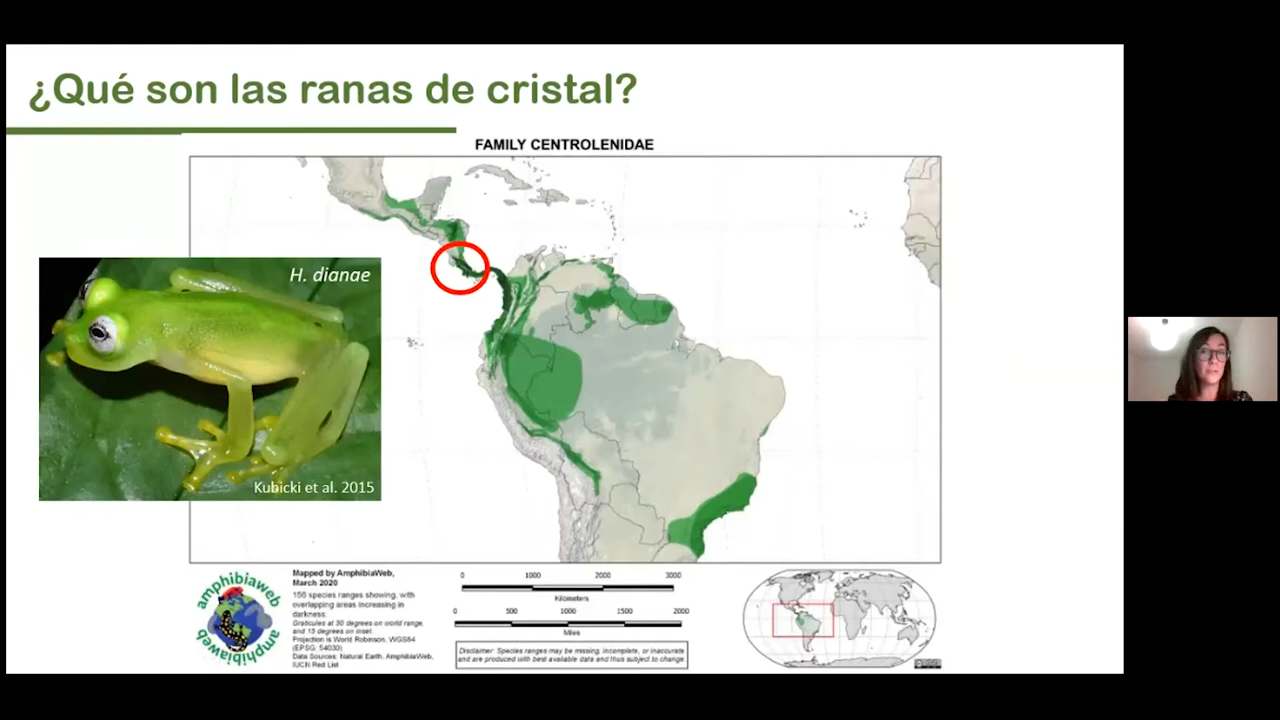 ¿Qué son las ranas de cristal?
FAMILY CENTROLENIDAE
H. dianae
Kubicki et al. 2015
amphibiaweb
amphibiaweb
Mapped by AmphibiaWeb,
March 2020
156 species ranges showing, with
overlapping areas increasing in
darkness.
Graticules at 30 degrees on world range,
and 15 degrees on inset.
Projection is World Robinson, WGS84
(EPSG: 54030)
Data Sources: Natural Earth, AmphibiaWeb,
IUCN Red List
0 1000 2000 3000
Kilometers
0 500 1000 1500 2000
Miles
Disclaimer: Species ranges may be missing, incomplete, or inaccurate
and are produced with best available data and thus subject to change.